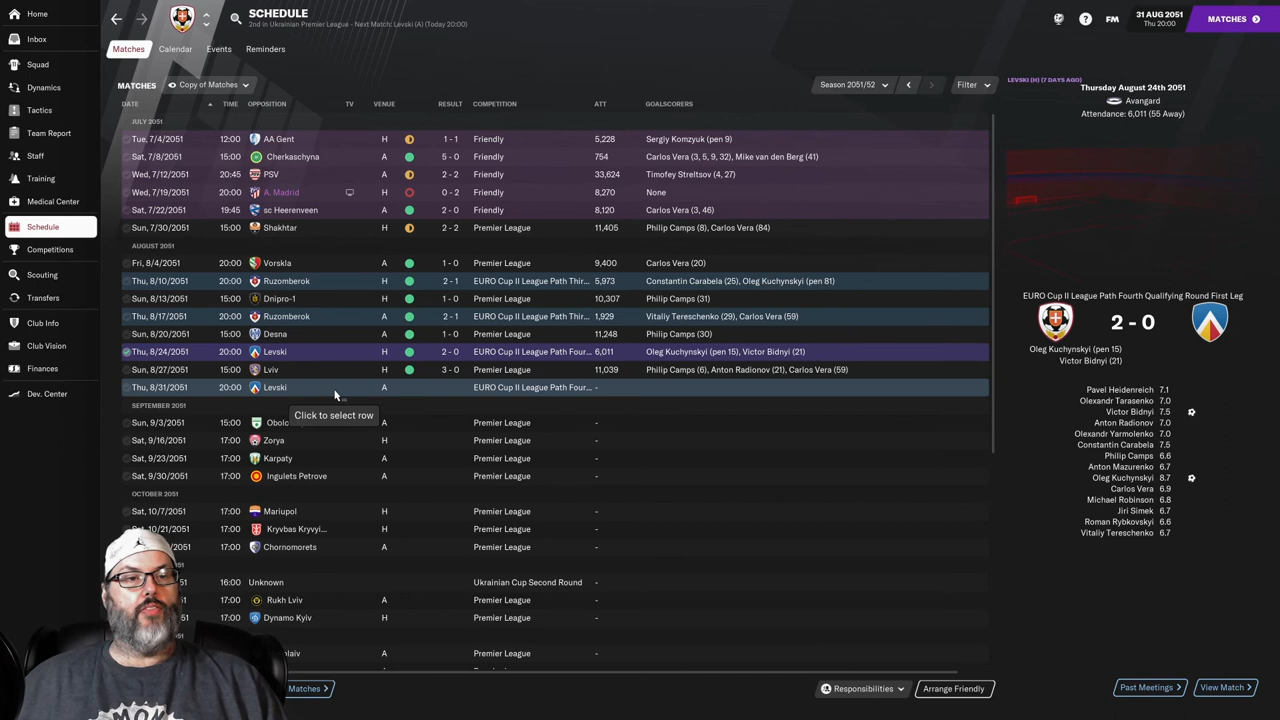 Home
Inbox
Squad
Dynamics
Tactics
Team Report
Staff
Training
Medical Center
Schedule
Competitions
Scouting
Transfers
Club Info
Club Vision
Finances
Dev. Center
SCHEDULE
2nd in Ukrainian Premier League - Next Match: Levski (A) (Today 20:00)
FM
31 AUG 2051
Thu 20:00
MATCHES
Matches Calendar Events Reminders
MATCHES Copy of Matches Season 2051/52 Filter
DATE TIME OPPOSITION TV VENUE RESULT COMPETITION ATT GOALSCORERS
JULY 2051
Tue, 7/4/2051 12:00 AA Gent H 1 - 1 Friendly 5,228 Sergiy Komzyuk (pen 9)
Sat, 7/8/2051 15:00 Cherkaschyna A 5 - 0 Friendly 754 Carlos Vera (3, 5, 9, 32), Mike van den Berg (41)
Wed, 7/12/2051 20:45 PSV A 2 - 2 Friendly 33,624 Timofey Streltsov (4, 27)
Wed, 7/19/2051 20:00 A. Madrid H 0 - 2 Friendly 8,270 None
Sat, 7/22/2051 19:45 sc Heerenveen A 2 - 0 Friendly 8,120 Carlos Vera (3, 46)
Sun, 7/30/2051 15:00 Shakhtar H 2 - 2 Premier League 11,405 Philip Camps (8), Carlos Vera (84)
AUGUST 2051
Fri, 8/4/2051 20:00 Vorskla A 1 - 0 Premier League 9,400 Carlos Vera (20)
Thu, 8/10/2051 20:00 Ruzomberok H 2 - 1 EURO Cup II League Path Thir... 5,973 Constantin Carabela (25), Oleg Kuchynskyi (pen 81)
Sun, 8/13/2051 15:00 Dnipro-1 H 1 - 0 Premier League 10,307 Philip Camps (31)
Thu, 8/17/2051 20:00 Ruzomberok A 2 - 1 EURO Cup II League Path Thir... 1,929 Vitaliy Tereschenko (29), Carlos Vera (59)
Sun, 8/20/2051 15:00 Desna A 1 - 0 Premier League 11,248 Philip Camps (30)
Thu, 8/24/2051 20:00 Levski H 2 - 0 EURO Cup II League Path Four... 6,011 Oleg Kuchynskyi (pen 15), Victor Bidnyi (21)
Sun, 8/27/2051 15:00 Lviv H 3 - 0 Premier League 11,039 Philip Camps (6), Anton Radionov (21), Carlos Vera (59)
Thu, 8/31/2051 20:00 Levski A EURO Cup II League Path Four... -
SEPTEMBER 2051
Click to select row
Sun, 9/3/2051 15:00 Obolo A Premier League -
Sat, 9/16/2051 17:00 Zorya H Premier League -
Sat, 9/23/2051 17:00 Karpaty A Premier League -
Sat, 9/30/2051 17:00 Ingulets Petrove A Premier League -
OCTOBER 2051
Sat, 10/7/2051 17:00 Mariupol H Premier League -
Sat, 10/21/2051 17:00 Kryvbas Kryvyi... H Premier League -
/2051 17:00 Chornomorets A Premier League -
51 16:00 Unknown Ukrainian Cup Second Round -
51 17:00 Rukh Lviv A Premier League -
51 17:00 Dynamo Kyiv H Premier League -
2051
51 olaiv A Premier League -
Matches
Responsibilities
Arrange Friendly
LEVSKI (H) (7 DAYS AGO)
Thursday August 24th 2051
Avangard
Attendance: 6,011 (55 Away)
EURO Cup II League Path Fourth Qualifying Round First Leg
2 - 0
Oleg Kuchynskyi (pen 15)
Victor Bidnyi (21)
Pavel Heidenreich 7.1
Olexandr Tarasenko 7.0
Victor Bidnyi 7.5
Anton Radionov 7.0
Olexandr Yarmolenko 7.0
Constantin Carabela 7.5
Philip Camps 6.6
Anton Mazurenko 6.7
Oleg Kuchynskyi 8.7
Carlos Vera 6.9
Michael Robinson 6.8
Jiri Simek 6.7
Roman Rybkovskyi 6.6
Vitaliy Tereschenko 6.7
Past Meetings
View Match